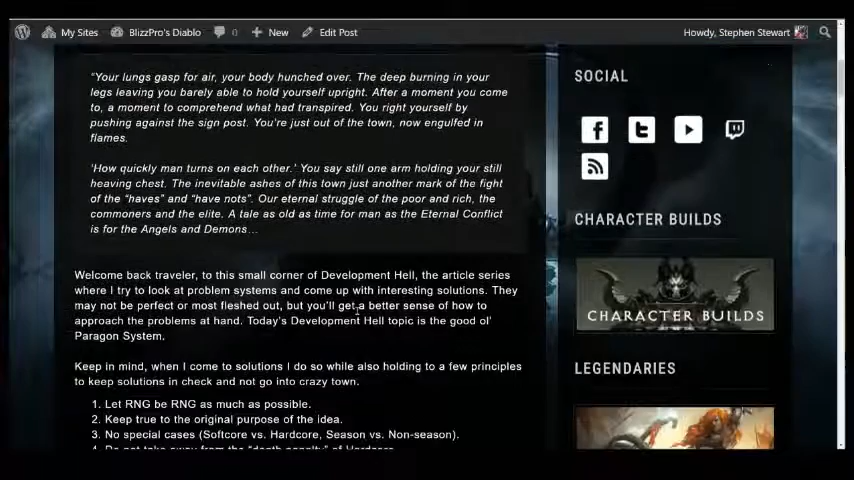 My Sites BlizzPro's Diablo 0 New Edit Post Howdy, Stephen Stewart
"Your lungs gasp for air, your body hunched over. The deep burning in your
legs leaving you barely able to hold yourself upright. After a moment you come
to, a moment to comprehend what had transpired. You right yourself by
pushing against the sign post. You're just out of the town, now engulfed in
flames.
'How quickly man turns on each other.' You say still one arm holding your still
heaving chest. The inevitable ashes of this town just another mark of the fight
of the "haves" and "have nots". Our eternal struggle of the poor and rich, the
commoners and the elite. A tale as old as time for man as the Eternal Conflict
is for the Angels and Demons...
Welcome back traveler, to this small corner of Development Hell, the article series
where I try to look at problem systems and come up with interesting solutions. They
may not be perfect or most fleshed out, but you'll get a better sense of how to
approach the problems at hand. Today's Development Hell topic is the good ol'
Paragon System.
Keep in mind, when I come to solutions I do so while also holding to a few principles
to keep solutions in check and not go into crazy town.
1. Let RNG be RNG as much as possible.
2. Keep true to the original purpose of the idea.
3. No special cases (Softcore vs. Hardcore, Season vs. Non-season).
4. Do not take away from the "death penalty" of Hardcore.
SOCIAL
CHARACTER BUILDS
CHARACTER BUILDS
LEGENDARIES